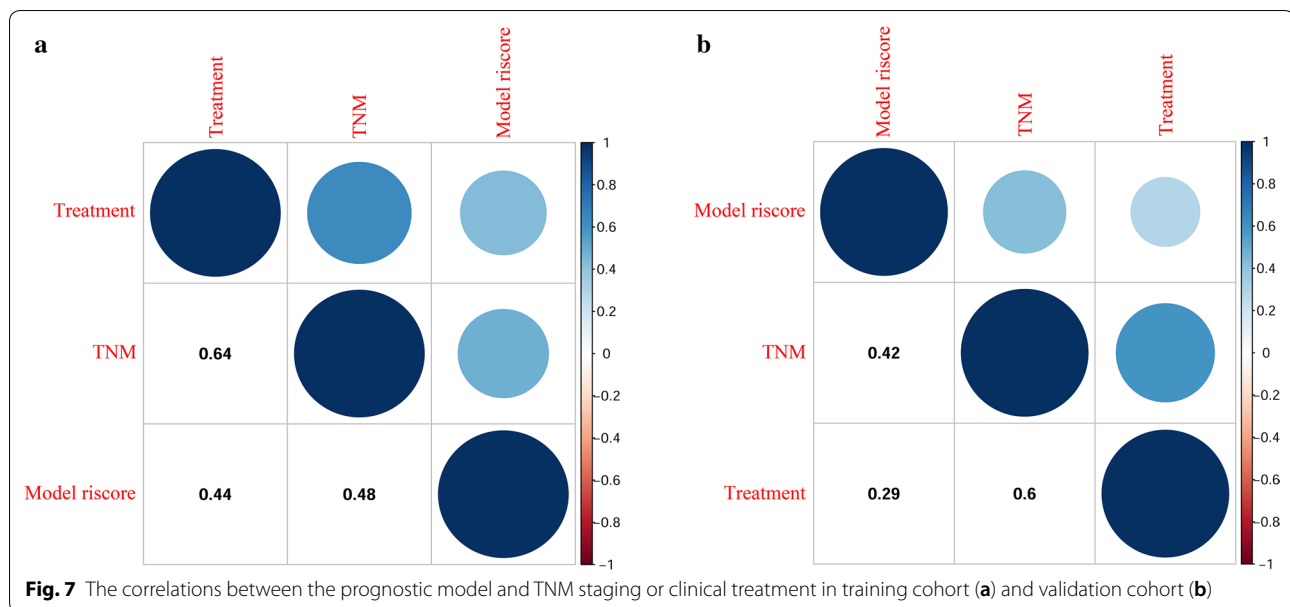 a
Treatment
TNM
Model riscore
Treatment
TNM
0.64
Model riscore
0.44
0.48
1
0.8
0.6
0.4
0.2
0
−0.2
−0.4
−0.6
−0.8
−1
b
Model riscore
TNM
Treatment
Model riscore
TNM
0.42
Treatment
0.29
0.6
1
0.8
0.6
0.4
0.2
0
−0.2
−0.4
−0.6
−0.8
−1
Fig. 7 The correlations between the prognostic model and TNM staging or clinical treatment in training cohort (a) and validation cohort (b)